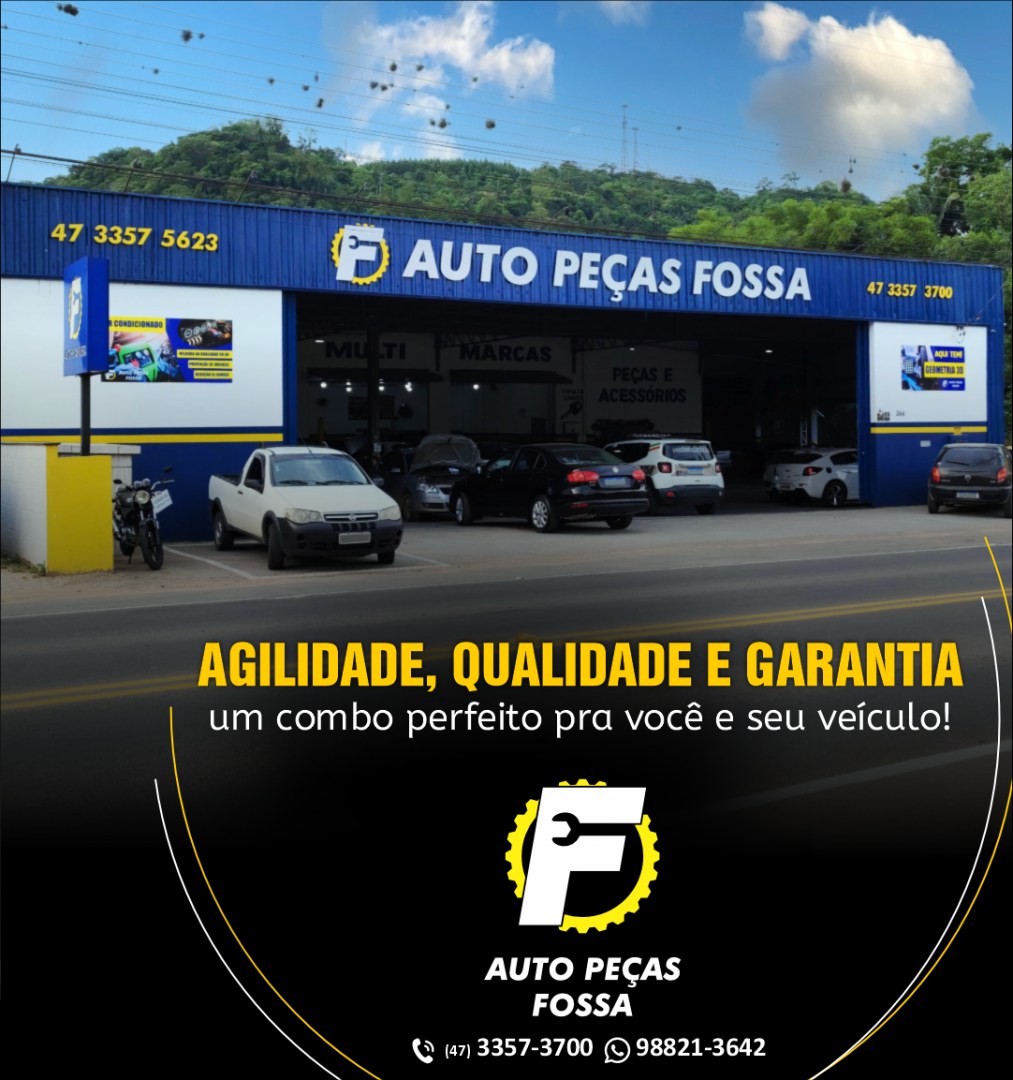 47 3357 5623
F AUTO PEÇAS FOSSA
47 3357 3700
CONDICIONADO
AQUI TEM!
GEOMETRIA 3D
MULTI MARCAS
PEÇAS E
ACESSÓRIOS
AGILIDADE, QUALIDADE E GARANTIA
um combo perfeito pra você e seu veículo!
F
AUTO PEÇAS
FOSSA
(47) 3357-3700 98821-3642